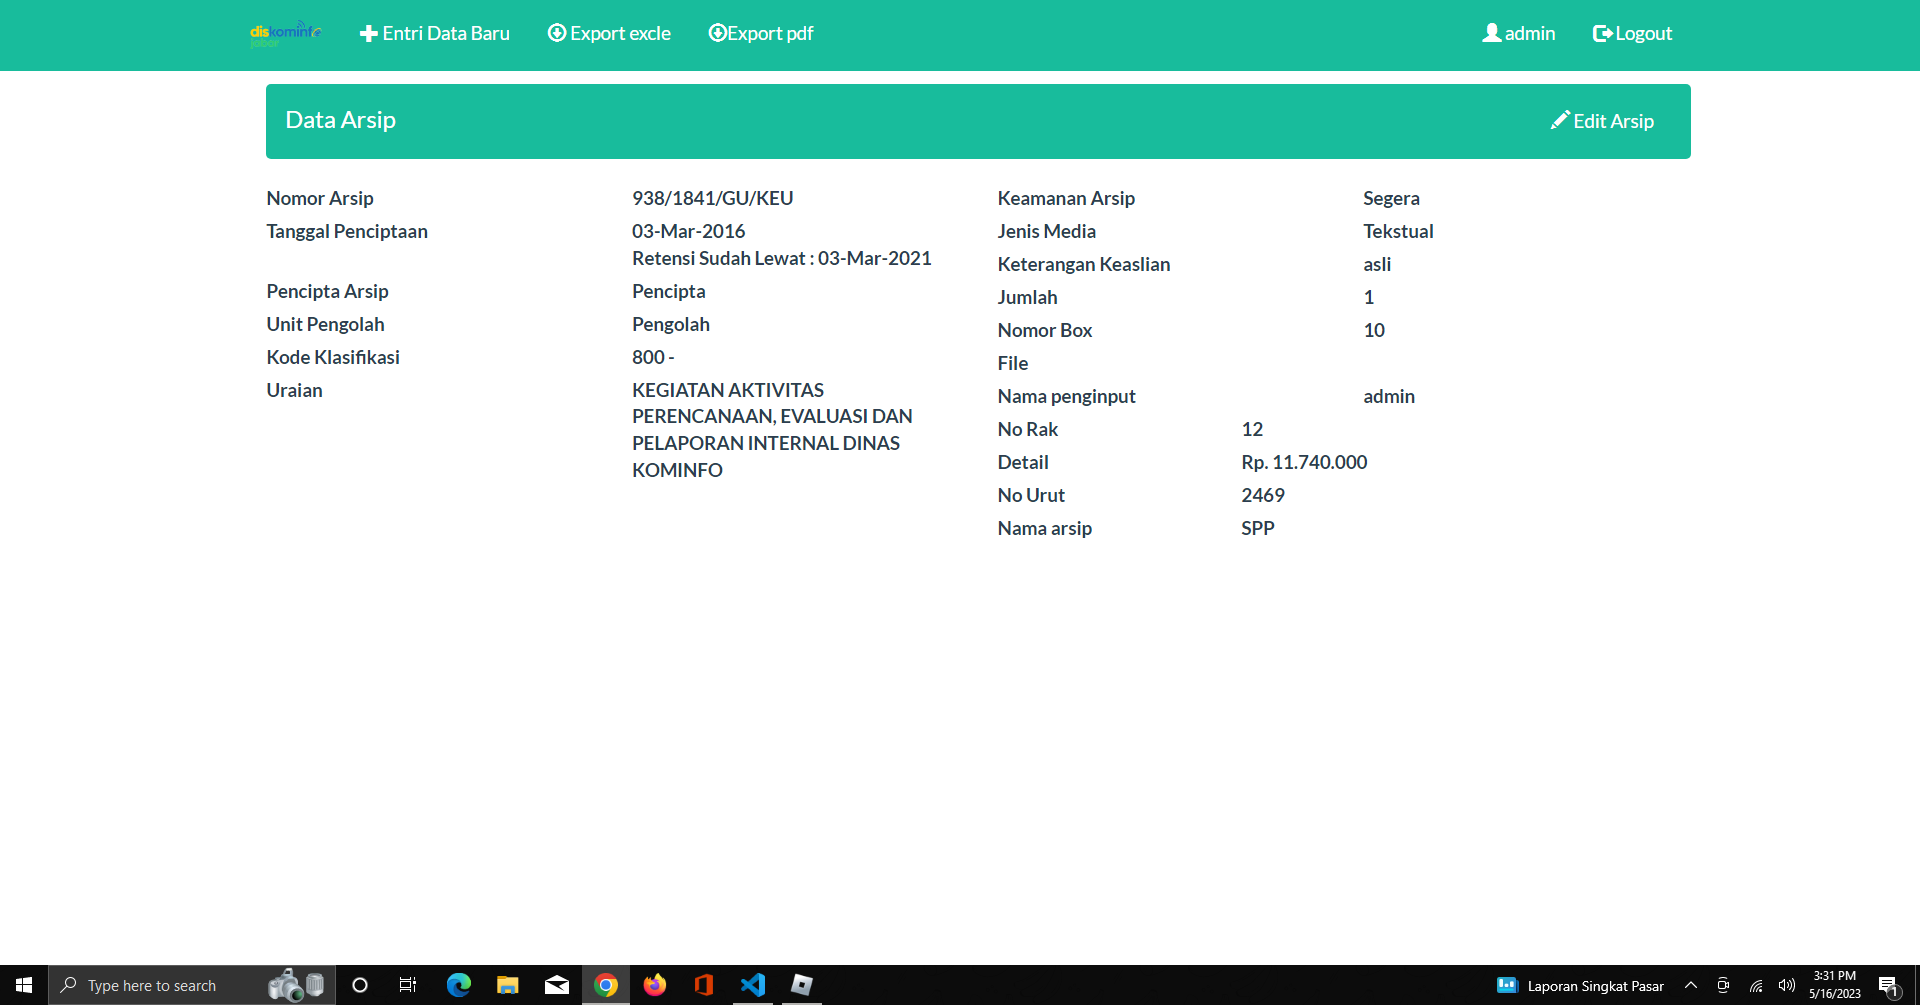 diskominfo
jabar
Entri Data Baru
Export excle
Export pdf
admin
Logout
Data Arsip
Edit Arsip
Nomor Arsip 938/1841/GU/KEU
Tanggal Penciptaan 03-Mar-2016
Retensi Sudah Lewat : 03-Mar-2021
Pencipta Arsip Pencipta
Unit Pengolah Pengolah
Kode Klasifikasi 800 -
Uraian KEGIATAN AKTIVITAS
PERENCANAAN, EVALUASI DAN
PELAPORAN INTERNAL DINAS
KOMINFO
Keamanan Arsip Segera
Jenis Media Tekstual
Keterangan Keaslian asli
Jumlah 1
Nomor Box 10
File
Nama penginput admin
No Rak 12
Detail Rp. 11.740.000
No Urut 2469
Nama arsip SPP
Type here to search
Laporan Singkat Pasar
3:31 PM
5/16/2023
1